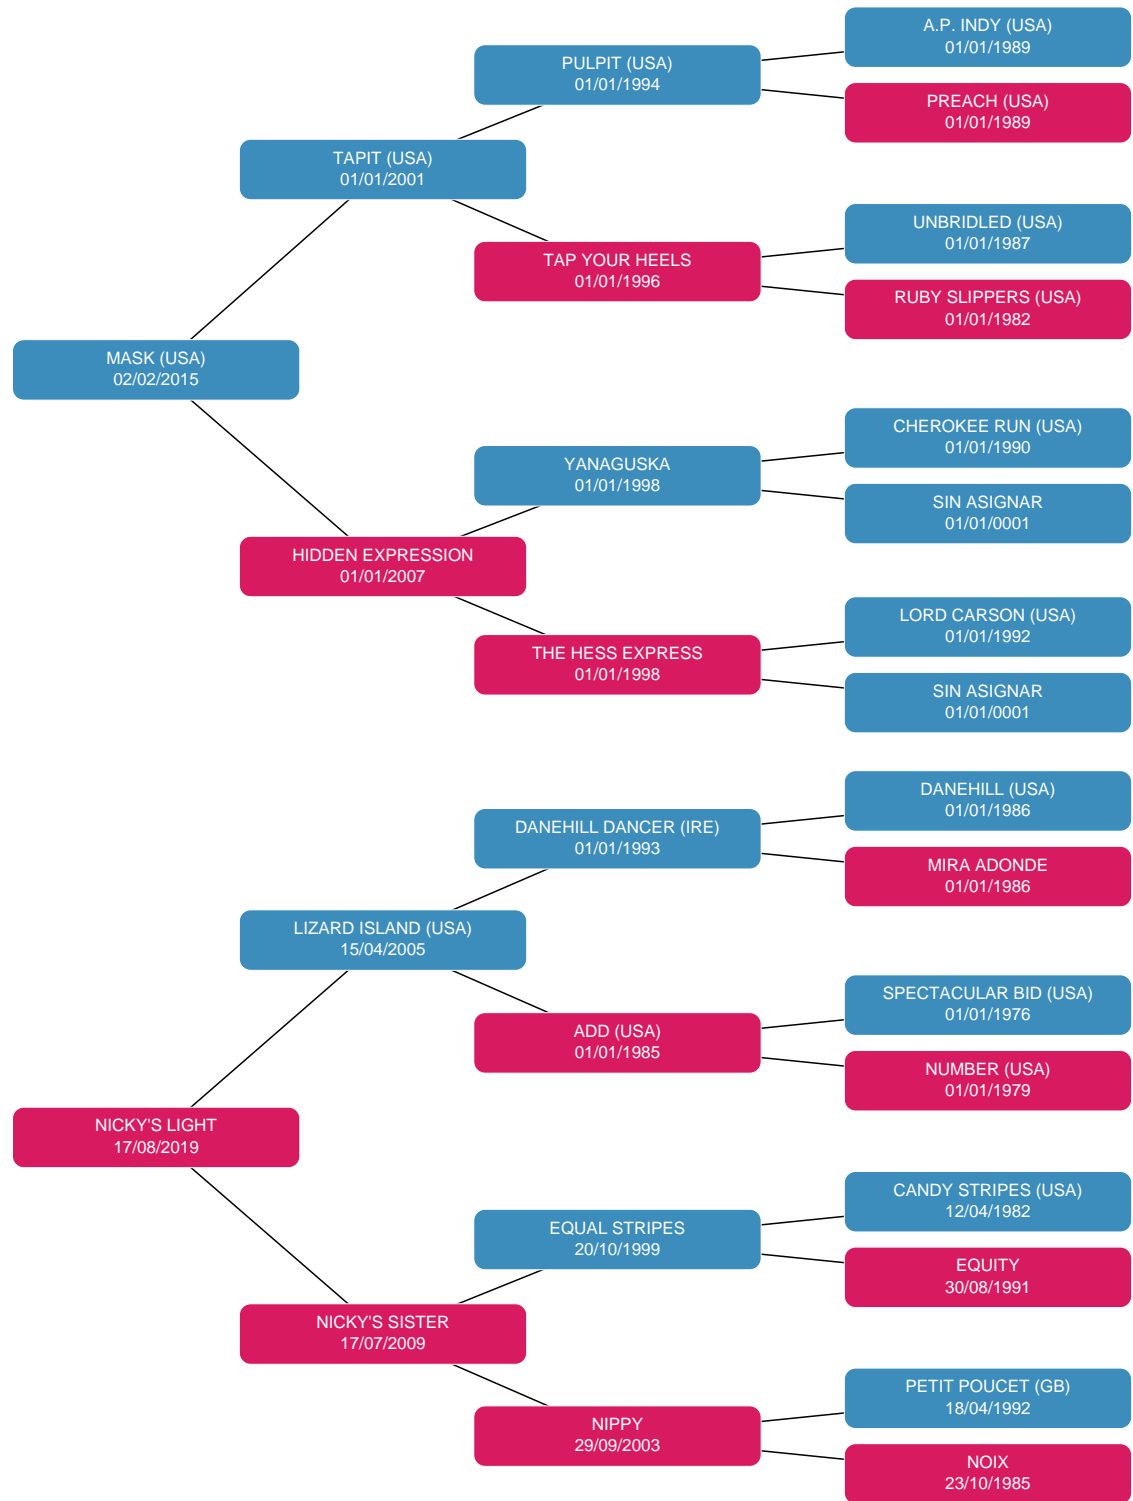 A.P. INDY (USA)
01/01/1989
PULPIT (USA)
01/01/1994
PREACH (USA)
01/01/1989
TAPIT (USA)
01/01/2001
UNBRIDLED (USA)
01/01/1987
TAP YOUR HEELS
01/01/1996
RUBY SLIPPERS (USA)
01/01/1982
MASK (USA)
02/02/2015
CHEROKEE RUN (USA)
01/01/1990
YANAGUSKA
01/01/1998
SIN ASIGNAR
01/01/0001
HIDDEN EXPRESSION
01/01/2007
LORD CARSON (USA)
01/01/1992
THE HESS EXPRESS
01/01/1998
SIN ASIGNAR
01/01/0001
DANEHILL (USA)
01/01/1986
DANEHILL DANCER (IRE)
01/01/1993
MIRA ADONDE
01/01/1986
LIZARD ISLAND (USA)
15/04/2005
SPECTACULAR BID (USA)
01/01/1976
ADD (USA)
01/01/1985
NUMBER (USA)
01/01/1979
NICKY'S LIGHT
17/08/2019
CANDY STRIPES (USA)
12/04/1982
EQUAL STRIPES
20/10/1999
EQUITY
30/08/1991
NICKY'S SISTER
17/07/2009
PETIT POUCET (GB)
18/04/1992
NIPPY
29/09/2003
NOIX
23/10/1985